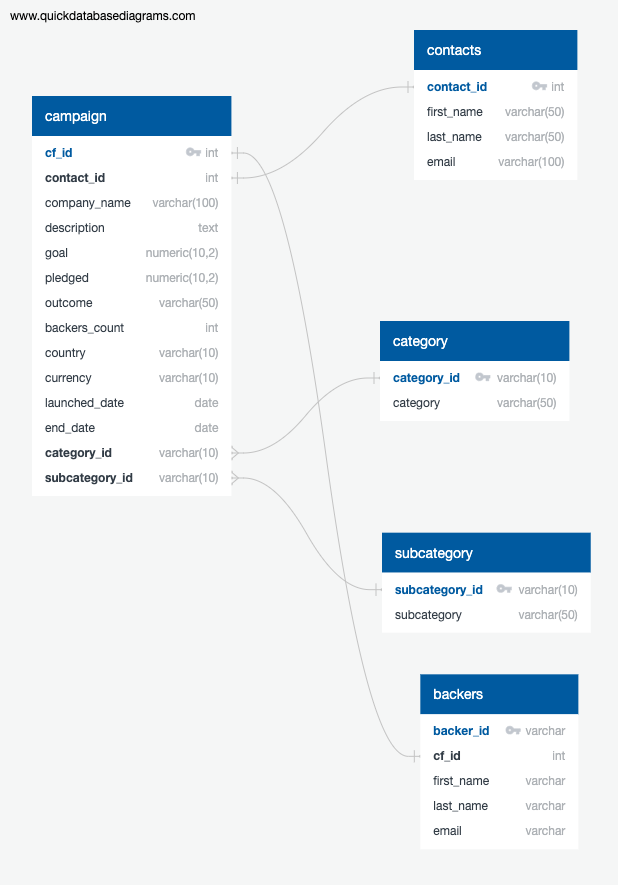 www.quickdatabasediagrams.com
contacts
contact_id int
first_name varchar(50)
last_name varchar(50)
email varchar(100)
campaign
cf_id int
contact_id int
company_name varchar(100)
description text
goal numeric(10,2)
pledged numeric(10,2)
outcome varchar(50)
backers_count int
country varchar(10)
currency varchar(10)
launched_date date
end_date date
category_id varchar(10)
subcategory_id varchar(10)
category
category_id varchar(10)
category varchar(50)
subcategory
subcategory_id varchar(10)
subcategory varchar(50)
backers
backer_id varchar
cf_id int
first_name varchar
last_name varchar
email varchar